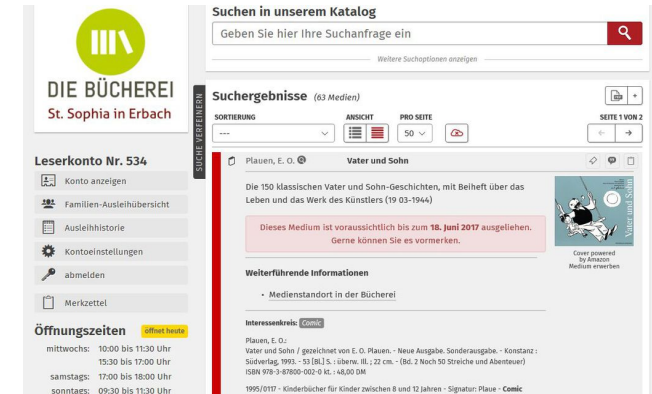 DIE BÜCHEREI
St. Sophia in Erbach
Leserkonto Nr. 534
Konto anzeigen
Familien-Ausleihübersicht
Ausleihhistorie
Kontoeinstellungen
abmelden
Merkzettel
Öffnungszeiten öffnet heute
mittwochs: 10:00 bis 11:30 Uhr
15:30 bis 17:00 Uhr
samstags: 17:00 bis 18:00 Uhr
sonntags: 09:30 bis 11:30 Uhr
SUCHE VERFEINERN
Suchen in unserem Katalog
Geben Sie hier Ihre Suchanfrage ein
Weitere Suchoptionen anzeigen
Suchergebnisse (63 Medien)
SORTIERUNG ANSICHT PRO SEITE SEITE 1 VON 2
--- 50
Plauen, E. O. Vater und Sohn
Die 150 klassischen Vater und Sohn-Geschichten, mit Beiheft über das
Leben und das Werk des Künstlers (19 03-1944)
Dieses Medium ist voraussichtlich bis zum 18. Juni 2017 ausgeliehen.
Gerne können Sie es vormerken.
Weiterführende Informationen
• Medienstandort in der Bücherei
Interessenkreis: Comic
Plauen, E. O.:
Vater und Sohn / gezeichnet von E. O. Plauen. - Neue Ausgabe. Sonderausgabe. - Konstanz :
Südverlag, 1993. - 53 [Bl.] S. : überw. Ill. ; 22 cm. - (Bd. 2 Noch 50 Streiche und Abenteuer)
ISBN 978-3-87800-002-0 kt. : 48,00 DM
1995/0117 - Kinderbücher für Kinder zwischen 8 und 12 Jahren - Signatur: Plaue - Comic
Vater und Sohn
Cover powered
by Amazon
Medium erwerben